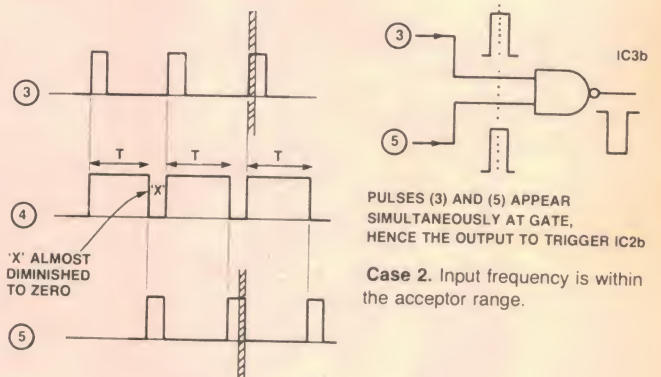 3
T
T
T
4
'X'
'X' ALMOST
DIMINISHED
TO ZERO
5
3
IC3b
5
PULSES (3) AND (5) APPEAR
SIMULTANEOUSLY AT GATE,
HENCE THE OUTPUT TO TRIGGER IC2b
Case 2. Input frequency is within
the acceptor range.